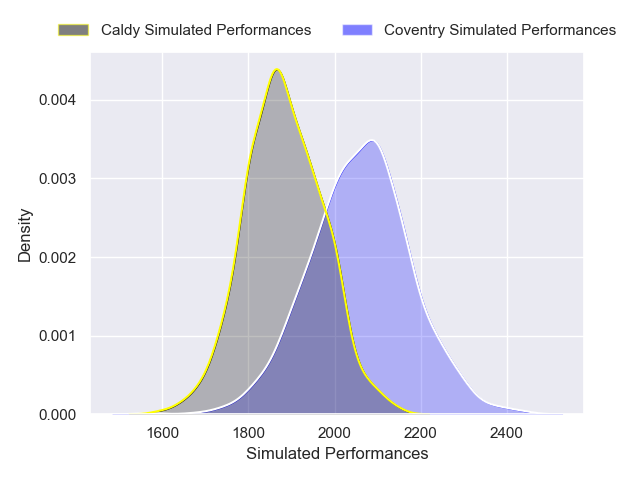 Caldy Simulated Performances Coventry Simulated Performances
0.004
0.003
0.002
0.001
0.000
Density
1600 1800 2000 2200 2400
Simulated Performances